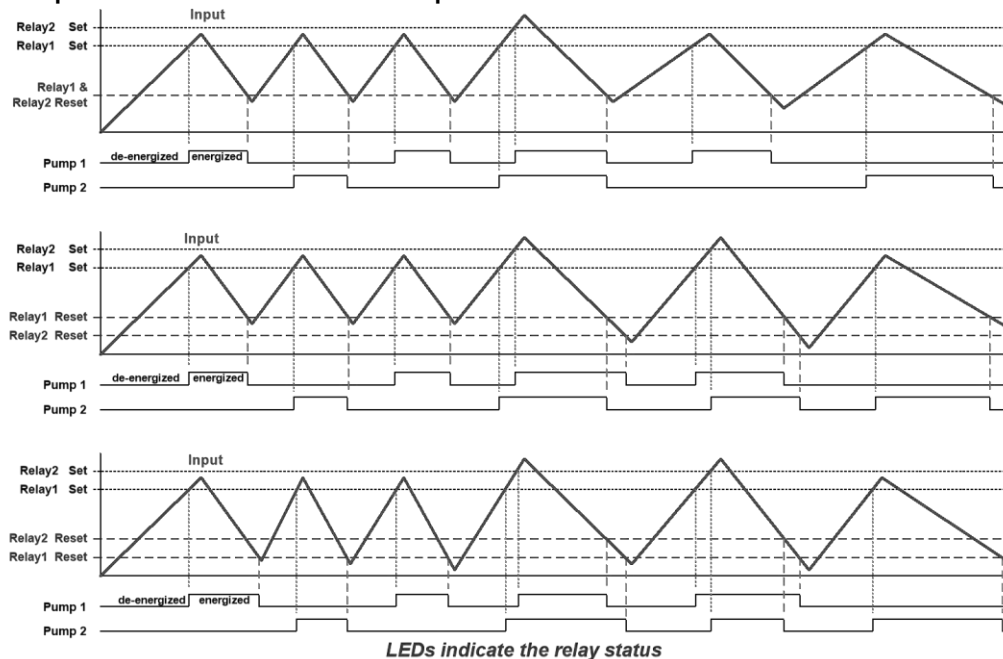 Input
Relay2 Set
Relay1 Set
Relay1 &
Relay2 Reset
de-energized energized
Pump 1
Pump 2
Input
Relay2 Set
Relay1 Set
Relay1 Reset
Relay2 Reset
de-energized energized
Pump 1
Pump 2
Input
Relay2 Set
Relay1 Set
Relay2 Reset
Relay1 Reset
de-energized energized
Pump 1
Pump 2
LEDs indicate the relay status